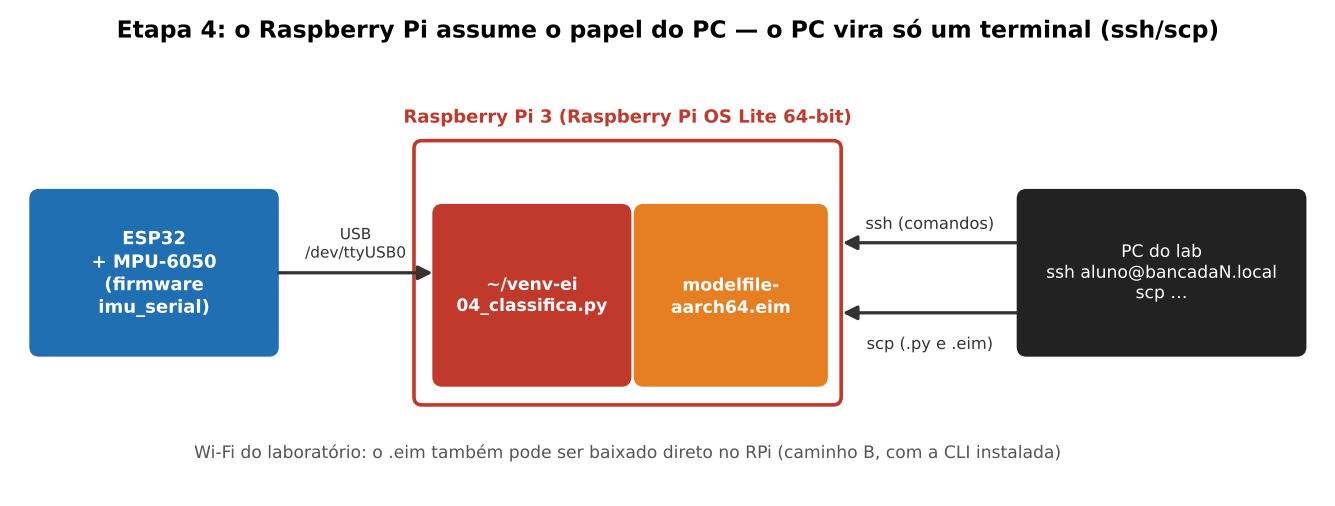 Etapa 4: o Raspberry Pi assume o papel do PC — o PC vira só um terminal (ssh/scp)
Raspberry Pi 3 (Raspberry Pi OS Lite 64-bit)
ESP32
+ MPU-6050
(firmware
imu_serial)
USB
/dev/ttyUSB0
~/venv-ei
04_classifica.py
modelfile-
aarch64.eim
ssh (comandos)
scp (.py e .eim)
PC do lab
ssh aluno@bancadaN.local
scp ...
Wi-Fi do laboratório: o .eim também pode ser baixado direto no RPi (caminho B, com a CLI instalada)